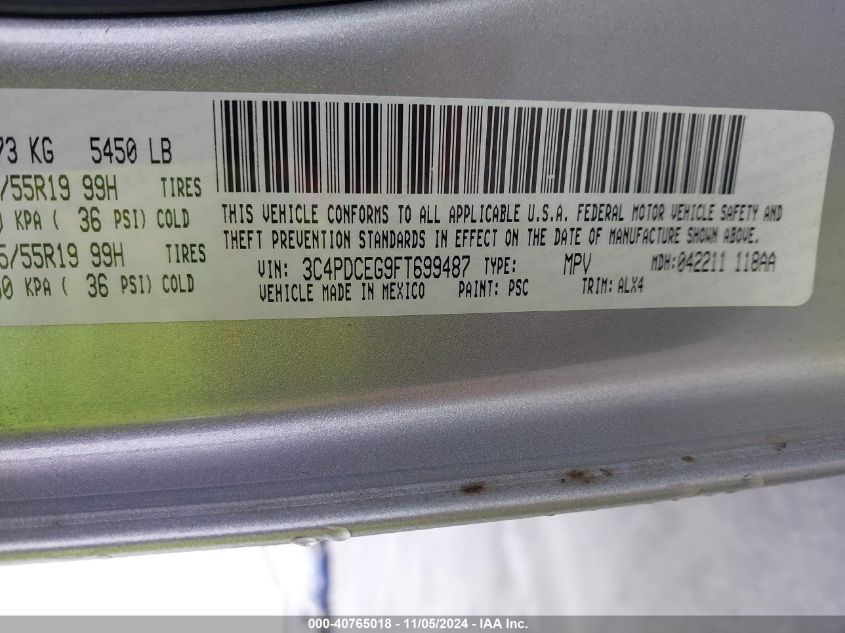 73 KG 5450 LB
/55R19 99H TIRES
KPA ( 36 PSI) COLD
5/55R19 99H TIRES
50 KPA ( 36 PSI) COLD
THIS VEHICLE CONFORMS TO ALL APPLICABLE U.S.A. FEDERAL MOTOR VEHICLE SAFETY AND
THEFT PREVENTION STANDARDS IN EFFECT ON THE DATE OF MANUFACTURE SHOWN ABOVE.
VIN: 3C4PDCEG9FT699487 TYPE: MPV MDH:042211 118AA
VEHICLE MADE IN MEXICO PAINT: PSC TRIM: ALX4
000-40765018 - 11/05/2024 - IAA Inc.